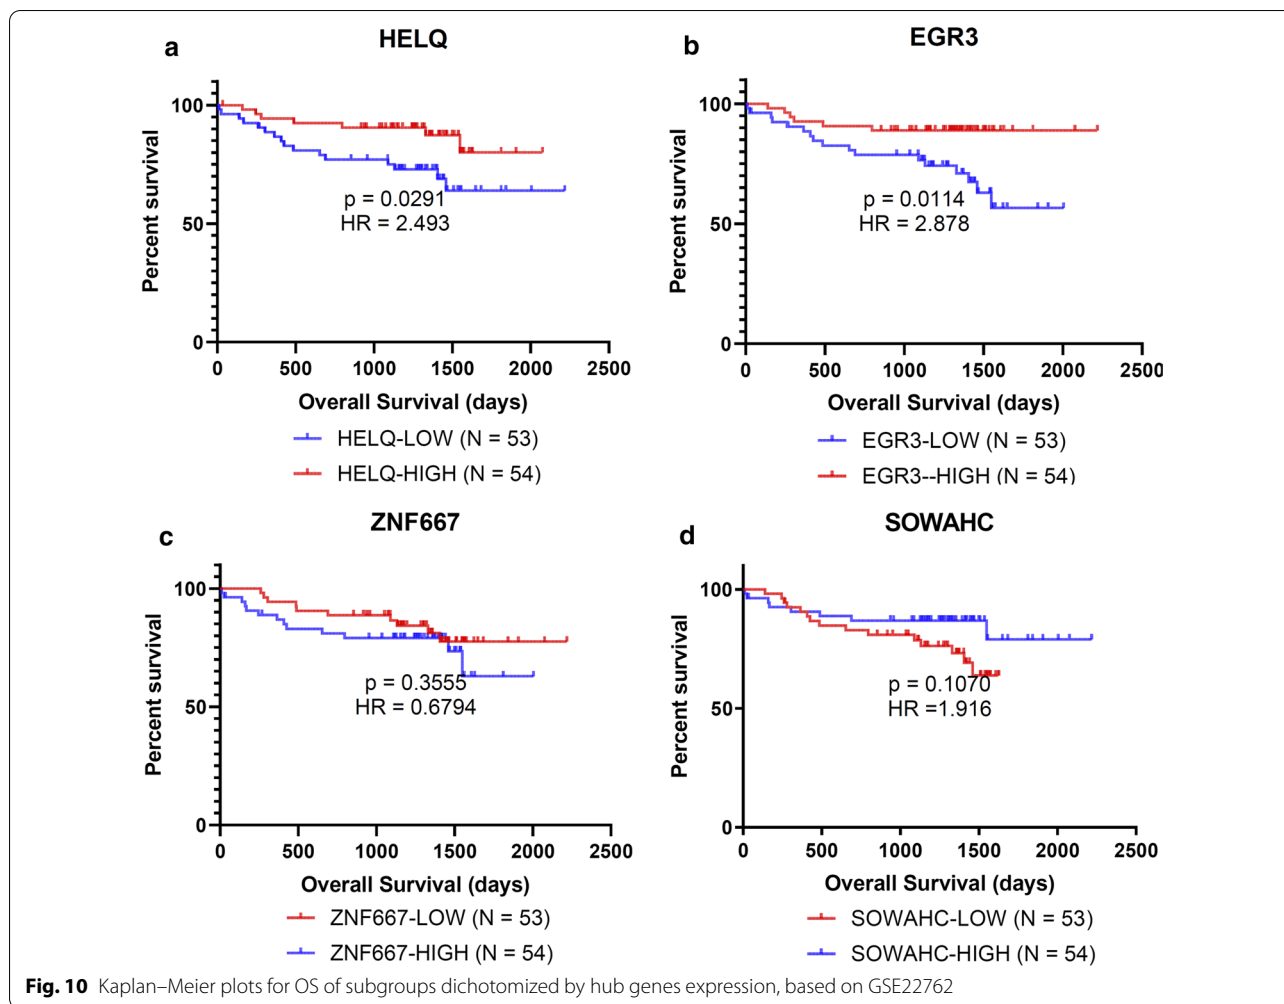 a
HELQ
100
50
0
Percent survival
p = 0.0291
HR = 2.493
0 500 1000 1500 2000 2500
Overall Survival (days)
HELQ-LOW (N = 53)
HELQ-HIGH (N = 54)
b
EGR3
100
50
0
Percent survival
p = 0.0114
HR = 2.878
0 500 1000 1500 2000 2500
Overall Survival (days)
EGR3-LOW (N = 53)
EGR3--HIGH (N = 54)
c
ZNF667
100
50
0
Percent survival
p = 0.3555
HR = 0.6794
0 500 1000 1500 2000 2500
Overall Survival (days)
ZNF667-LOW (N = 53)
ZNF667-HIGH (N = 54)
d
SOWAHC
100
50
0
Percent survival
p = 0.1070
HR =1.916
0 500 1000 1500 2000 2500
Overall Survival (days)
SOWAHC-LOW (N = 53)
SOWAHC-HIGH (N = 54)
Fig. 10 Kaplan–Meier plots for OS of subgroups dichotomized by hub genes expression, based on GSE22762